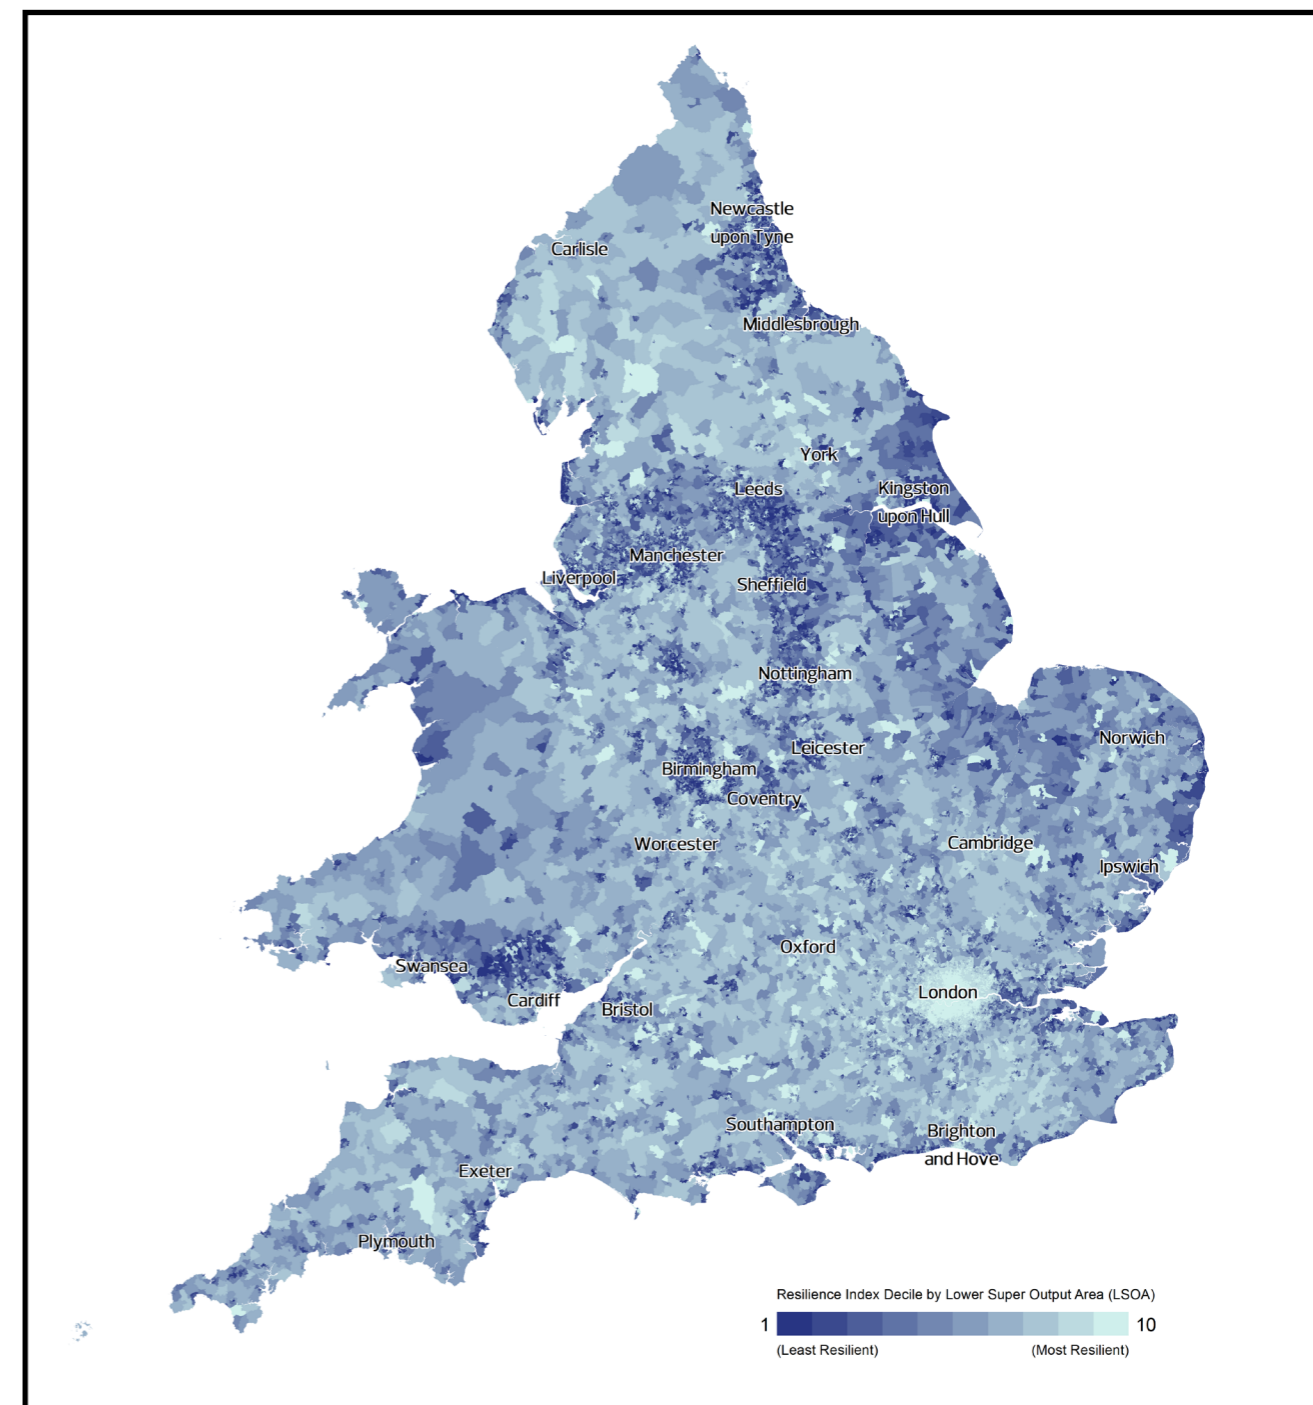 Newcastle
upon Tyne
Carlisle
Middlesbrough
York
Leeds
Kingston
upon Hull
Manchester
Liverpool
Sheffield
Nottingham
Norwich
Leicester
Birmingham
Coventry
Worcester
Cambridge
Ipswich
Oxford
Swansea
London
Cardiff
Bristol
Southampton
Brighton
and Hove
Exeter
Plymouth
Resilience Index Decile by Lower Super Output Area (LSOA)
1 10
(Least Resilient) (Most Resilient)